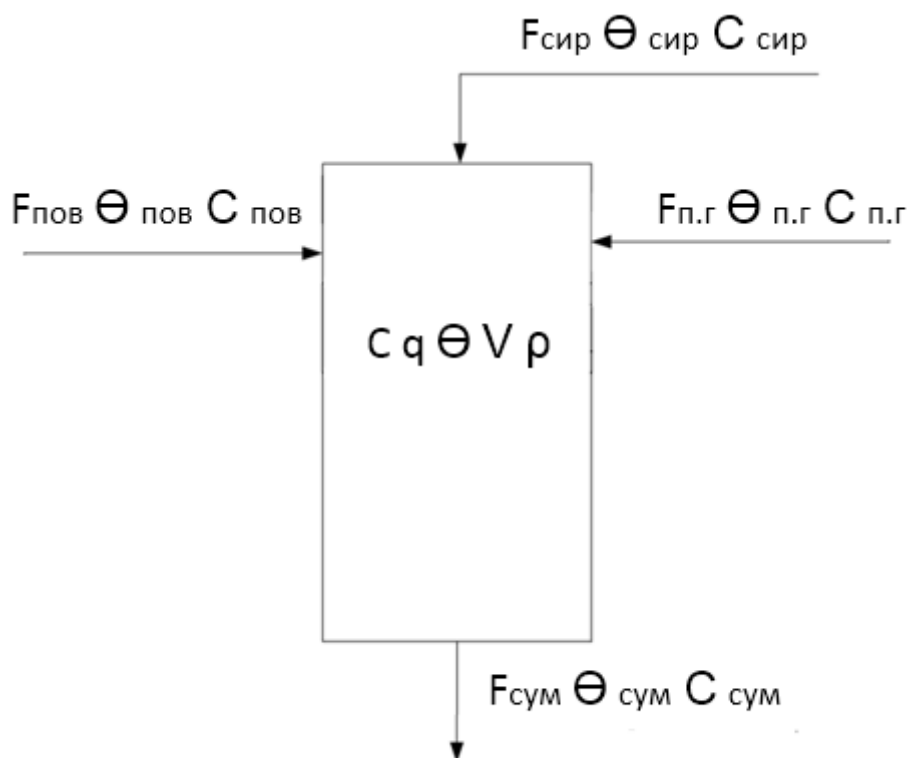 Fсир Ө сир С сир
Fпов Ө пов С пов
Fп.г Ө п.г С п.г
C q Ө V ρ
Fсум Ө сум С сум